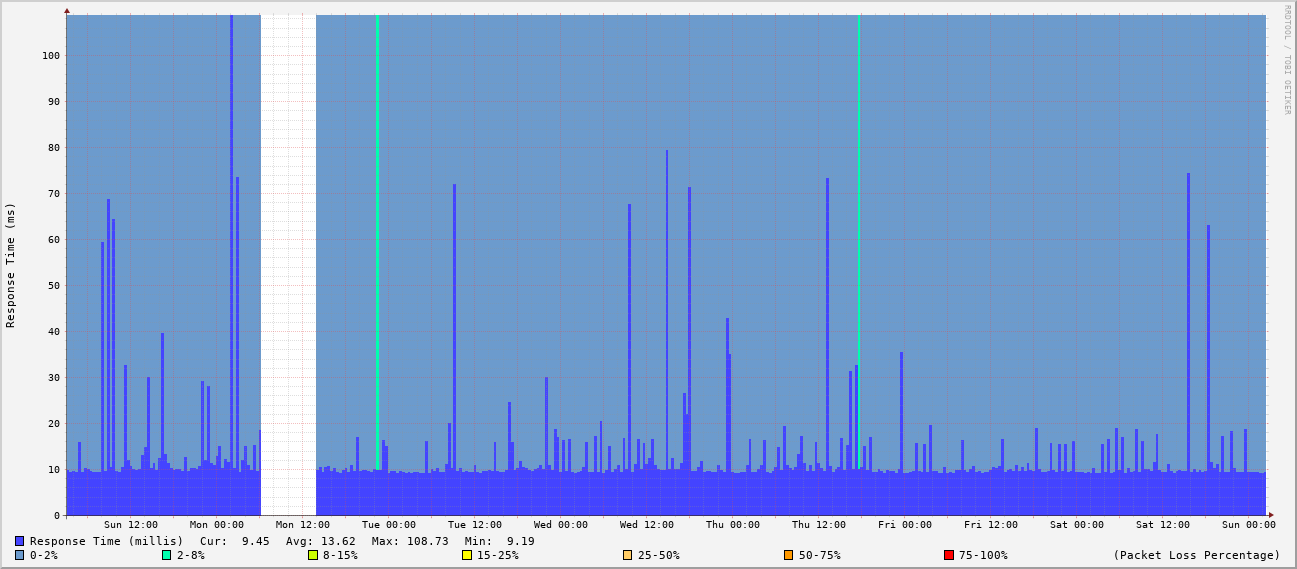 RRDTOOL / TOBI OETIKER
Response Time (ms)
100
90
80
70
60
50
40
30
20
10
0
Sun 12:00 Mon 00:00 Mon 12:00 Tue 00:00 Tue 12:00 Wed 00:00 Wed 12:00 Thu 00:00 Thu 12:00 Fri 00:00 Fri 12:00 Sat 00:00 Sat 12:00 Sun 00:00
Response Time (millis) Cur: 9.45 Avg: 13.62 Max: 108.73 Min: 9.19
0-2% 2-8% 8-15% 15-25% 25-50% 50-75% 75-100% (Packet Loss Percentage)